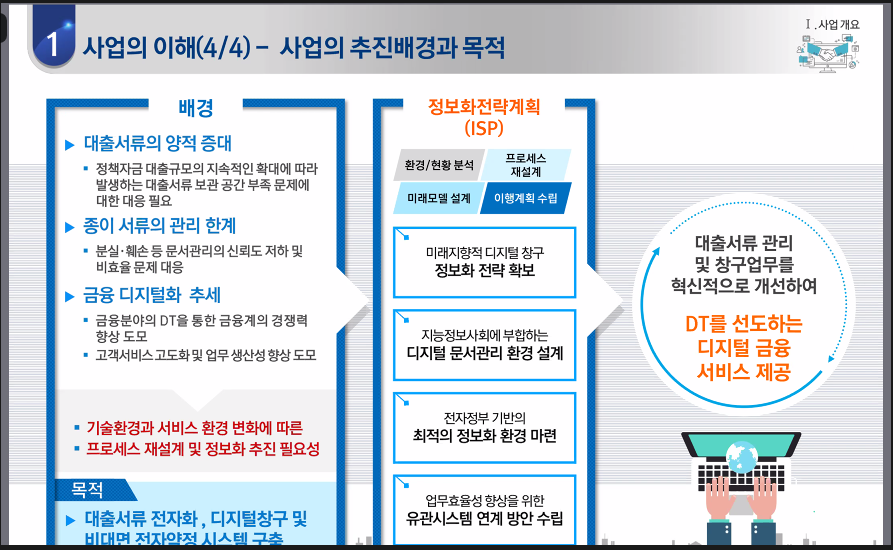 Ⅰ.사업 개요
1 사업의 이해(4/4) – 사업의 추진배경과 목적
배경
대출서류의 양적 증대
정책자금 대출규모의 지속적인 확대에 따라
발생하는 대출서류 보관 공간 부족 문제에
대한 대응 필요
종이 서류의 관리 한계
분실·훼손 등 문서관리의 신뢰도 저하 및
비효율 문제 대응
금융 디지털화 추세
금융분야의 DT을 통한 금융계의 경쟁력
향상 도모
고객서비스 고도화 및 업무 생산성 향상 도모
기술환경과 서비스 환경 변화에 따른
프로세스 재설계 및 정보화 추진 필요성
목적
대출서류 전자화 , 디지털창구 및
비대면 전자약정 시스템 구축
정보화전략계획
(ISP)
환경/현황 분석
프로세스
재설계
미래모델 설계
이행계획 수립
미래지향적 디지털 창구
정보화 전략 확보
지능정보사회에 부합하는
디지털 문서관리 환경 설계
전자정부 기반의
최적의 정보화 환경 마련
업무효율성 향상을 위한
유관시스템 연계 방안 수립
대출서류 관리
및 창구업무를
혁신적으로 개선하여
DT를 선도하는
디지털 금융
서비스 제공